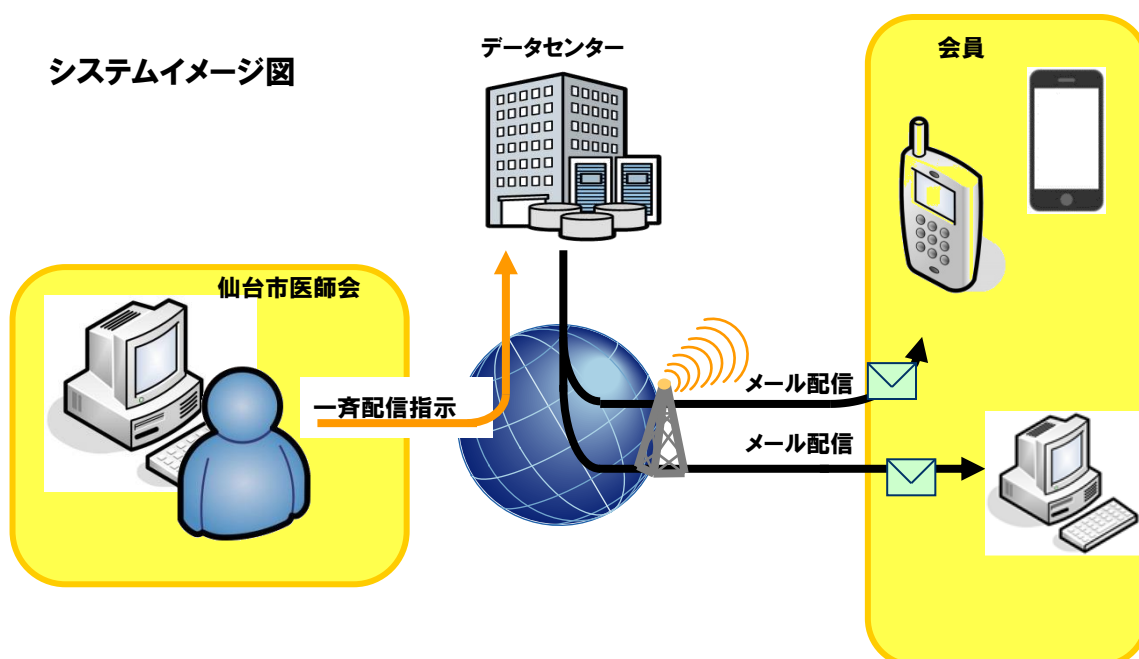 システムイメージ図
データセンター
会員
仙台市医師会
一斉配信指示
メール配信
メール配信